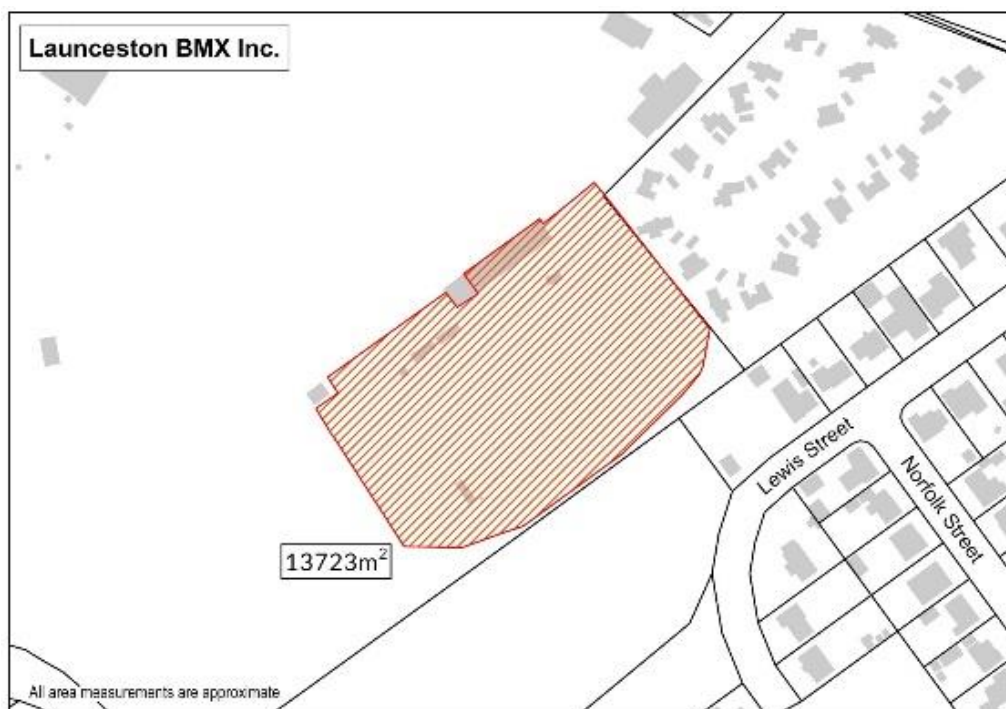 Launceston BMX Inc.
Lewis Street
Norfolk Street
13723m²
All area measurements are approximate